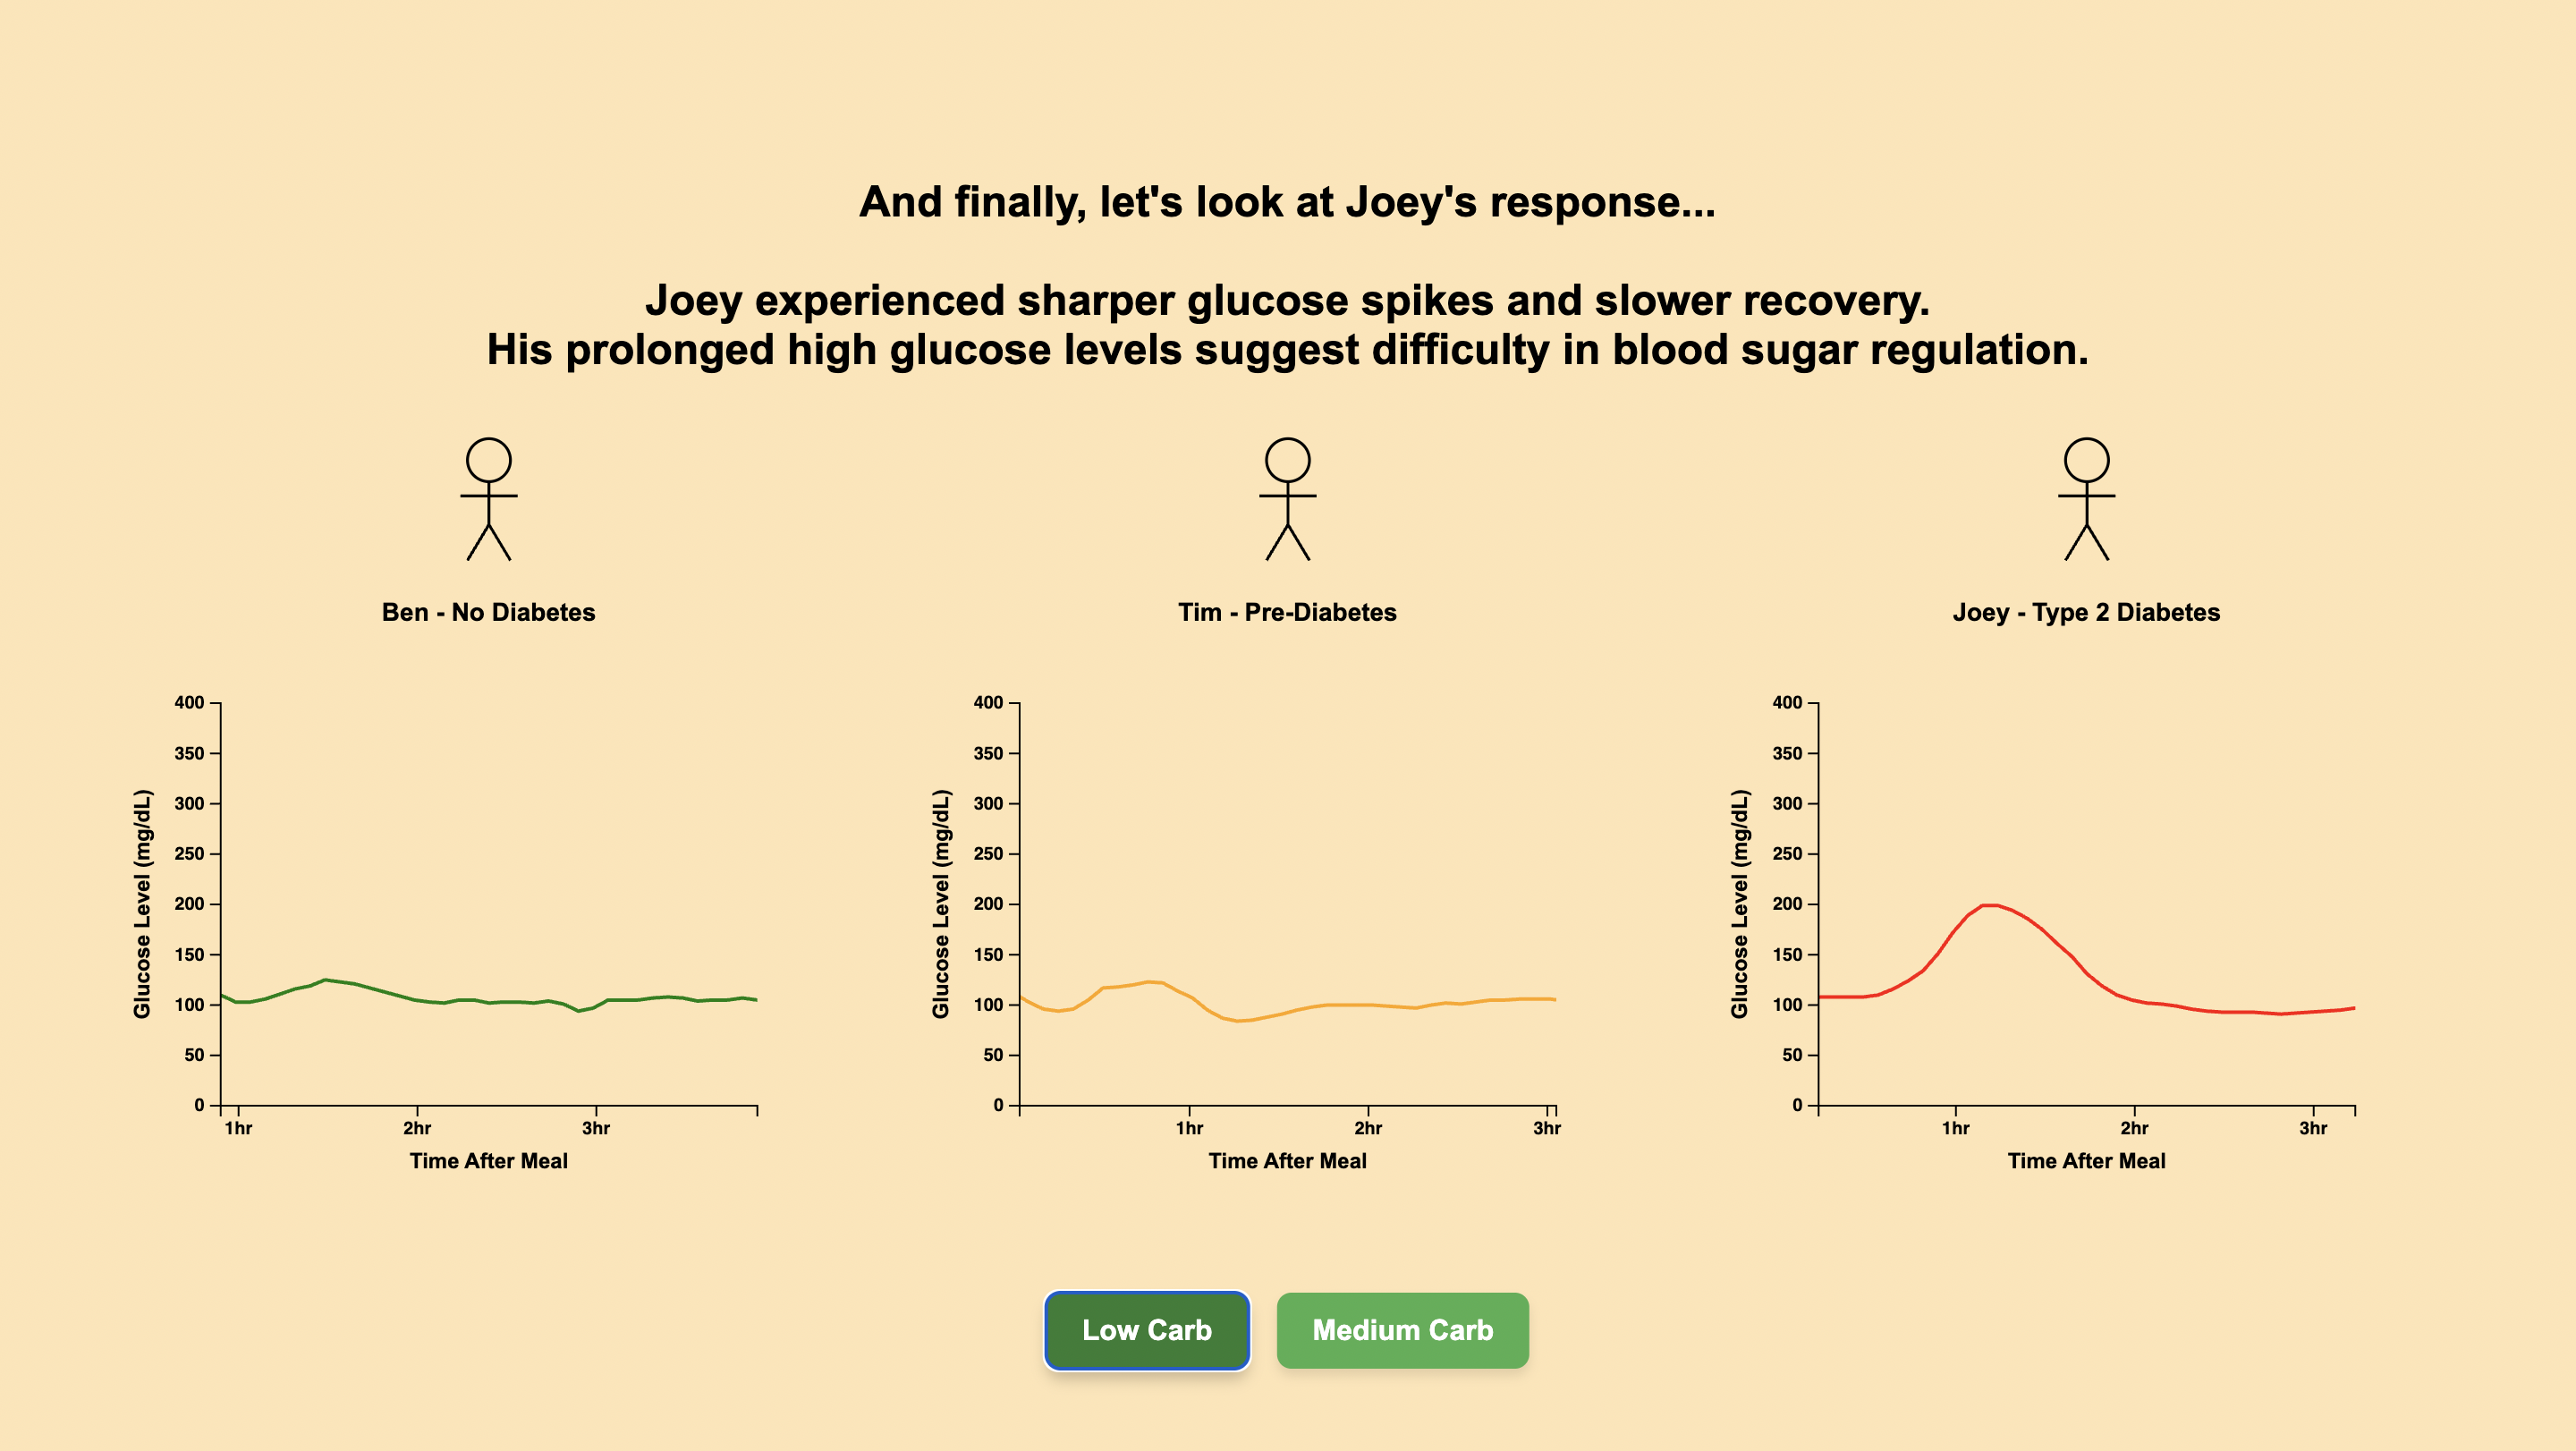 And finally, let's look at Joey's response...
Joey experienced sharper glucose spikes and slower recovery.
His prolonged high glucose levels suggest difficulty in blood sugar regulation.
Ben - No Diabetes
400
350
300
250
200
150
100
50
0
Glucose Level (mg/dL)
1hr 2hr 3hr
Time After Meal
Tim - Pre-Diabetes
400
350
300
250
200
150
100
50
0
Glucose Level (mg/dL)
1hr 2hr 3hr
Time After Meal
Joey - Type 2 Diabetes
400
350
300
250
200
150
100
50
0
Glucose Level (mg/dL)
1hr 2hr 3hr
Time After Meal
Low Carb
Medium Carb